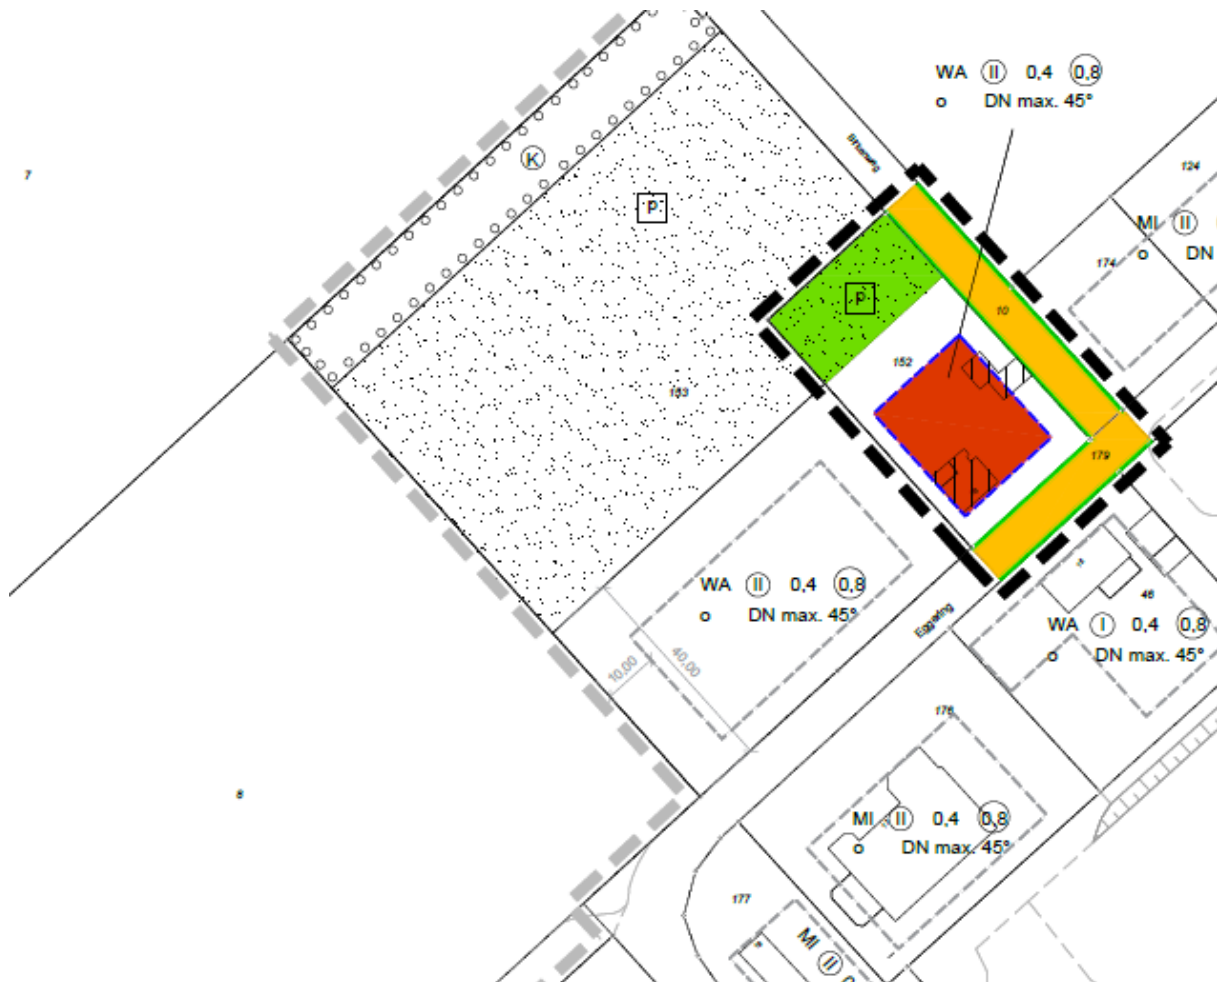 WA II 0,4 0,8
o DN max. 45°
7
K
p
124
MI II
o DN
174
p
10
152
153
179
WA II 0,4 0,8
o DN max. 45°
46
WA I 0,4 0,8
o DN max. 45°
Eggering
10,00
40,00
176
8
MI II 0,4 0,8
o DN max. 45°
177
MI II